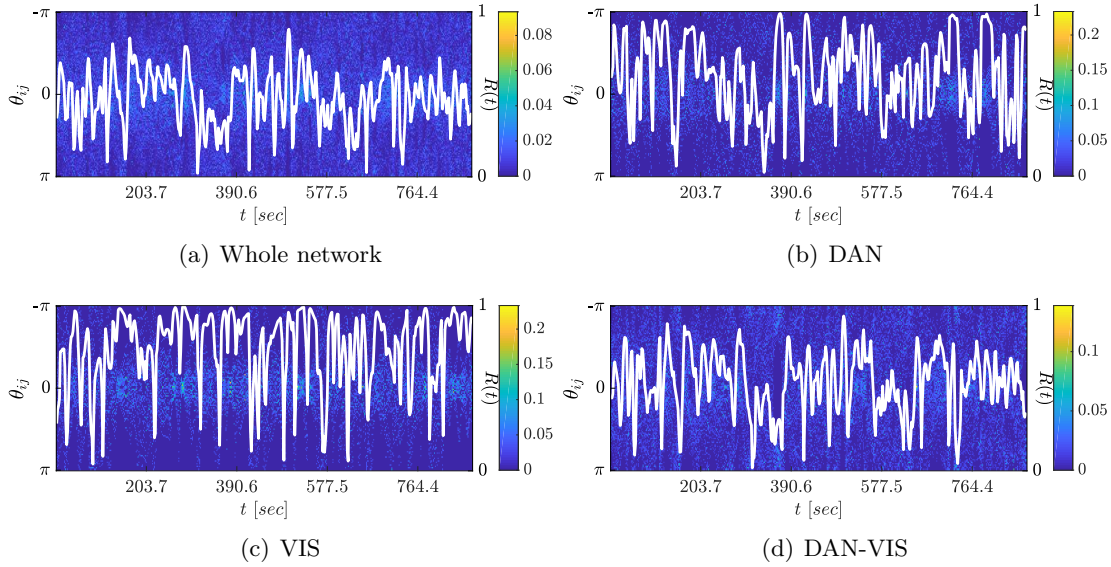 -π
0
π
θij
203.7
390.6
577.5
764.4
t [sec]
1
0
R(t)
0.08
0.06
0.04
0.02
0
(a) Whole network
-π
0
π
θij
203.7
390.6
577.5
764.4
t [sec]
1
0
R(t)
0.2
0.15
0.1
0.05
0
(b) DAN
-π
0
π
θij
203.7
390.6
577.5
764.4
t [sec]
1
0
R(t)
0.2
0.15
0.1
0.05
0
(c) VIS
-π
0
π
θij
203.7
390.6
577.5
764.4
t [sec]
1
0
R(t)
0.1
0.05
0
(d) DAN-VIS